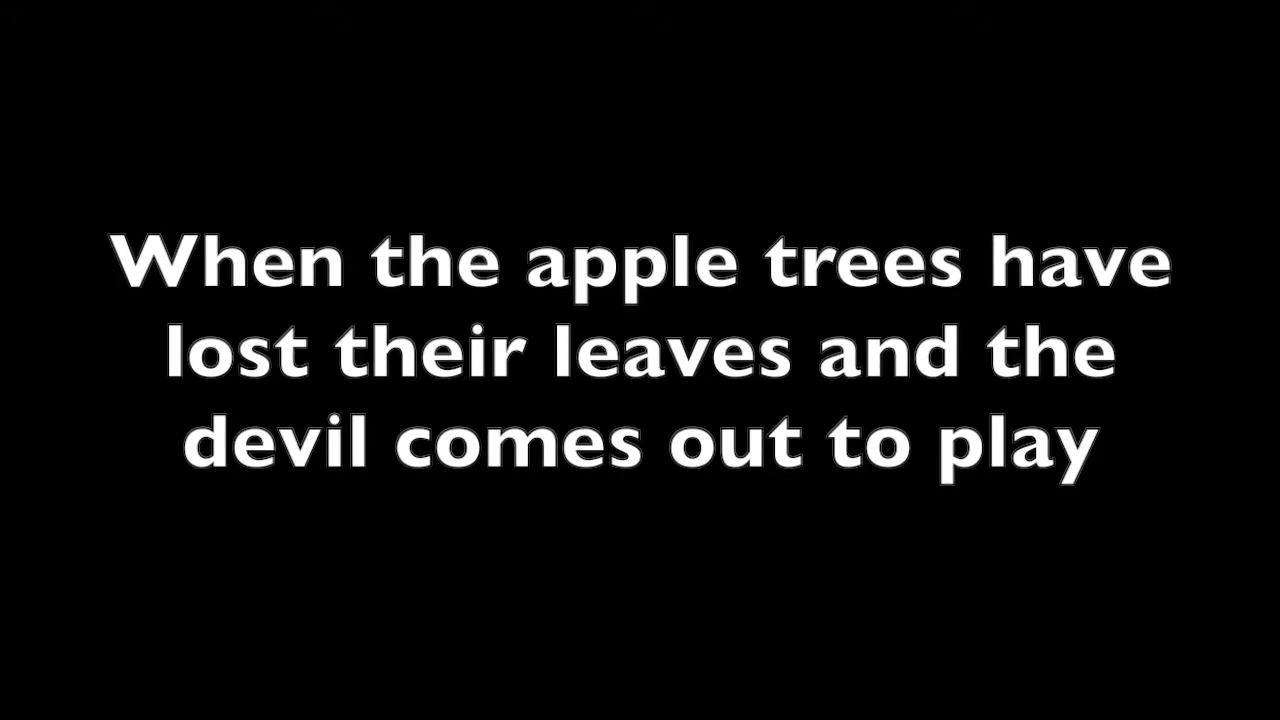 When the apple trees have
lost their leaves and the
devil comes out to play